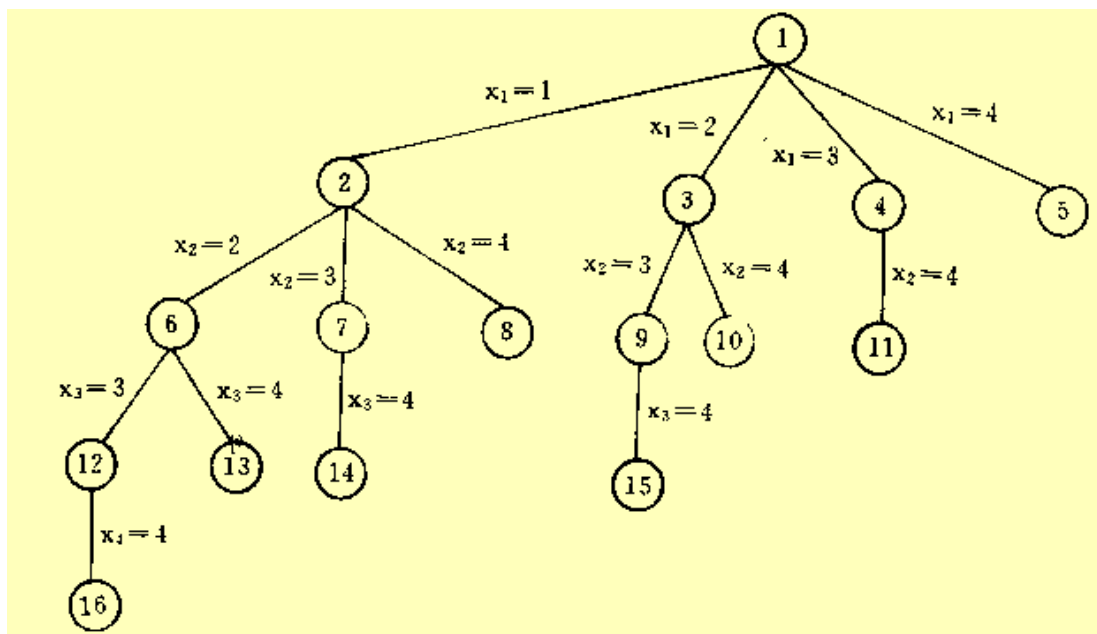 1
x₁=1
x₁=2
x₁=3
x₁=4
2
3
4
5
x₂=2
x₂=3
x₂=4
x₂=3
x₂=4
x₂=4
6
7
8
9
10
11
x₃=3
x₃=4
x₃=4
x₃=4
12
13
14
15
x₄=4
16